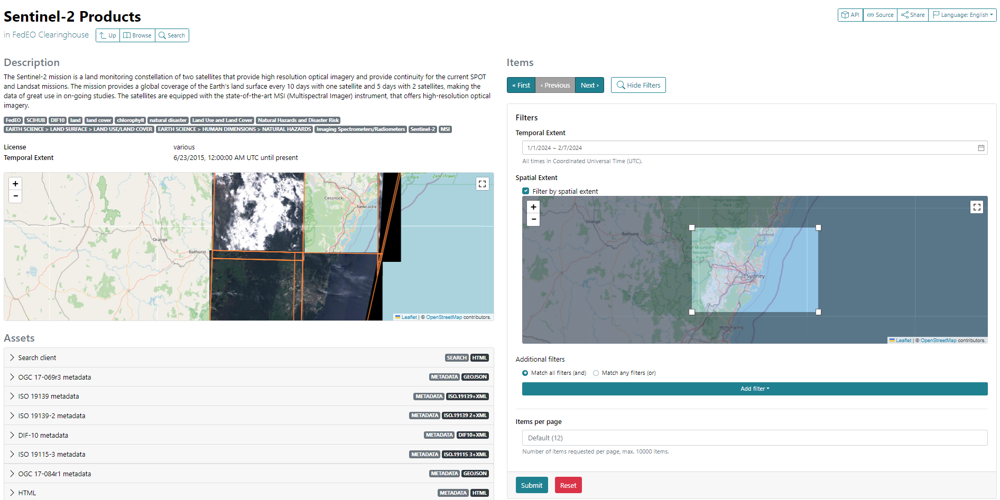 Sentinel-2 Products
in FedEO Clearinghouse
Up
Browse
Search
API
Source
Share
Language: English
Description
The Sentinel-2 mission is a land monitoring constellation of two satellites that provide high resolution optical imagery and provide continuity for the current SPOT
and Landsat missions. The mission provides a global coverage of the Earth's land surface every 10 days with one satellite and 5 days with 2 satellites, making the
data of great use in on-going studies. The satellites are equipped with the state-of-the-art MSI (Multispectral Imager) instrument, that offers high-resolution optical
imagery.
FedEO SCIHUB DIF10 land land cover chlorophyll natural disaster Land Use and Land Cover Natural Hazards and Disaster Risk
EARTH SCIENCE > LAND SURFACE > LAND USE/LAND COVER EARTH SCIENCE > HUMAN DIMENSIONS > NATURAL HAZARDS Imaging Spectrometers/Radiometers Sentinel-2 MSI
License various
Temporal Extent 6/23/2015, 12:00:00 AM UTC until present
+
−
Park
Zone (Trawl)
Cessnock
Newcastle
Orange
Bathurst
Leaflet | © OpenStreetMap contributors.
Assets
Search client SEARCH HTML
OGC 17-069r3 metadata METADATA GEOJSON
ISO 19139 metadata METADATA ISO.19139+XML
ISO 19139-2 metadata METADATA ISO.19139 2+XML
DIF-10 metadata METADATA DIF10+XML
ISO 19115-3 metadata METADATA ISO.19115 3+XML
OGC 17-084r1 metadata METADATA GEOJSON
HTML METADATA HTML
Items
« First
‹ Previous
Next ›
Hide Filters
Filters
Temporal Extent
1/1/2024 ~ 2/7/2024
All times in Coordinated Universal Time (UTC).
Spatial Extent
Filter by spatial extent
+
−
Park
Orange
Bathurst
Gosford
Blue Mountains
National
Park
Sydney
Wollongong
Leaflet | © OpenStreetMap contributors.
Additional filters
Match all filters (and) Match any filters (or)
Add filter
Items per page
Default (12)
Number of items requested per page, max. 10000 items.
Submit
Reset